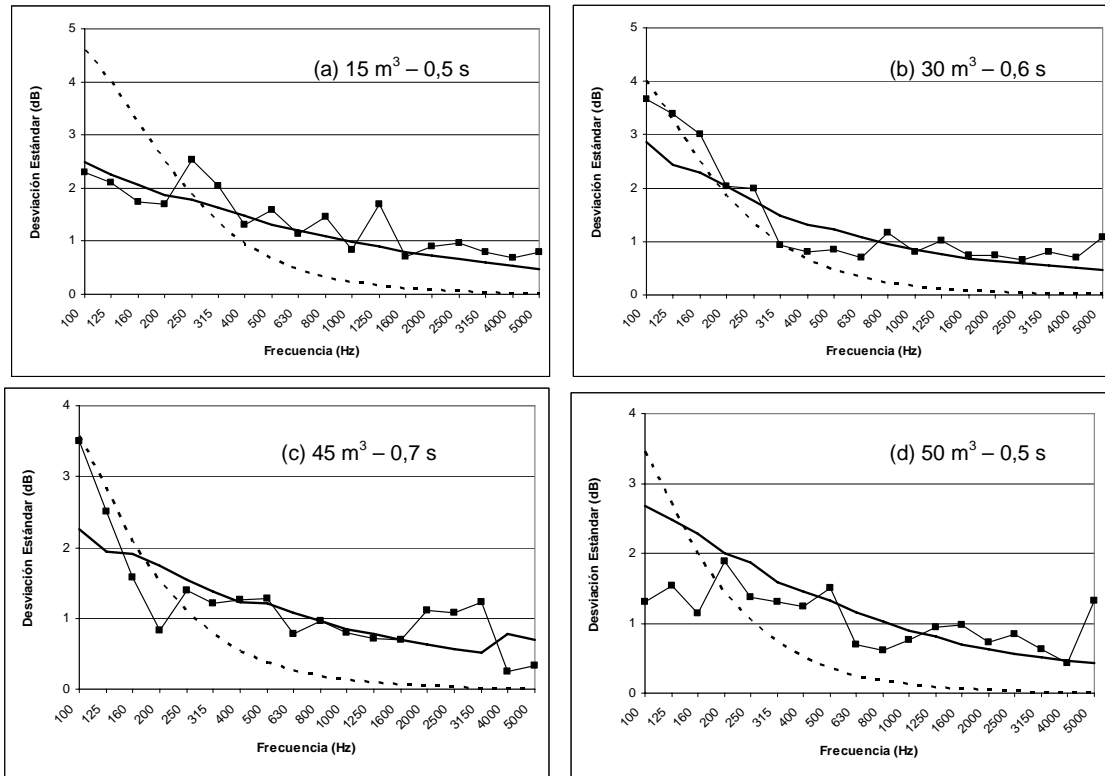 (a) 15 m³ – 0,5 s
Desviación Estándar (dB)
5
4
3
2
1
0
100 125 160 200 250 315 400 500 630 800 1000 1250 1600 2000 2500 3150 4000 5000
Frecuencia (Hz)
(b) 30 m³ – 0,6 s
Desviación Estándar (dB)
5
4
3
2
1
0
100 125 160 200 250 315 400 500 630 800 1000 1250 1600 2000 2500 3150 4000 5000
Frecuencia (Hz)
(c) 45 m³ – 0,7 s
Desviación Estándar (dB)
4
3
2
1
0
100 125 160 200 250 315 400 500 630 800 1000 1250 1600 2000 2500 3150 4000 5000
Frecuencia (Hz)
(d) 50 m³ – 0,5 s
Desviación Estàndar (dB)
4
3
2
1
0
100 125 160 200 250 315 400 500 630 800 1000 1250 1600 2000 2500 3150 4000 5000
Frecuencia (Hz)